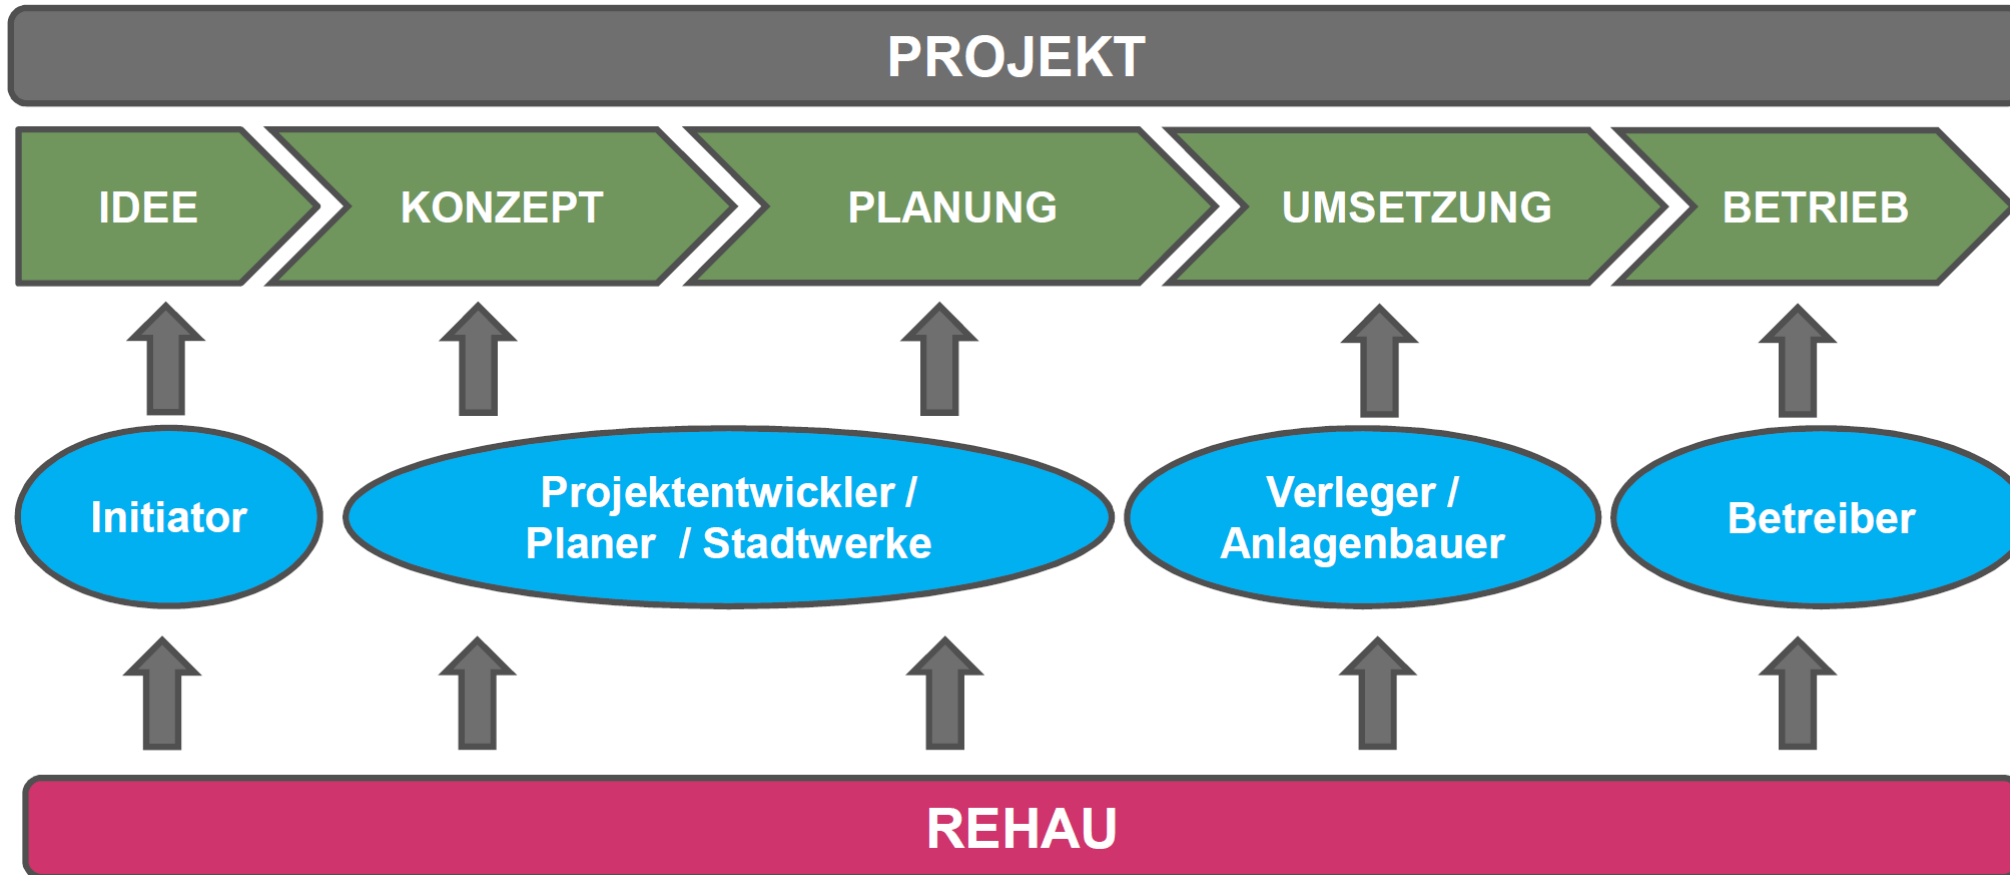 PROJEKT
IDEE
KONZEPT
PLANUNG
UMSETZUNG
BETRIEB
Initiator
Projektentwickler /
Planer / Stadtwerke
Verleger /
Anlagenbauer
Betreiber
REHAU